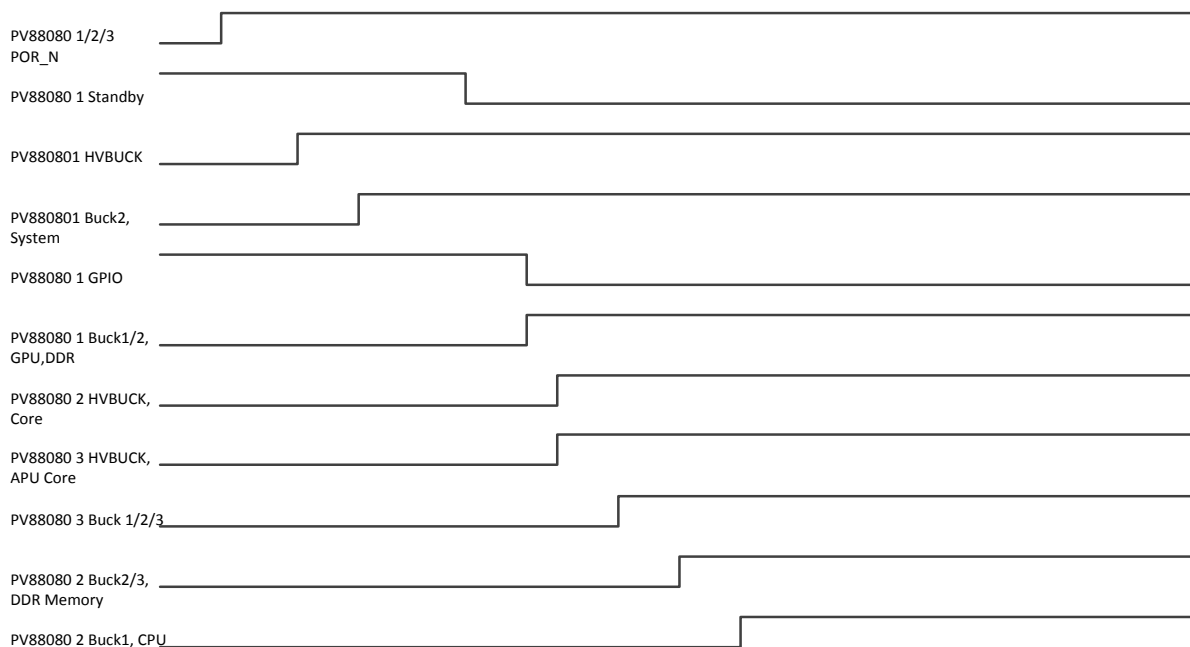 PV88080 1/2/3
POR_N
PV88080 1 Standby
PV880801 HVBUCK
PV880801 Buck2,
System
PV88080 1 GPIO
PV88080 1 Buck1/2,
GPU,DDR
PV88080 2 HVBUCK,
Core
PV88080 3 HVBUCK,
APU Core
PV88080 3 Buck 1/2/3
PV88080 2 Buck2/3,
DDR Memory
PV88080 2 Buck1, CPU